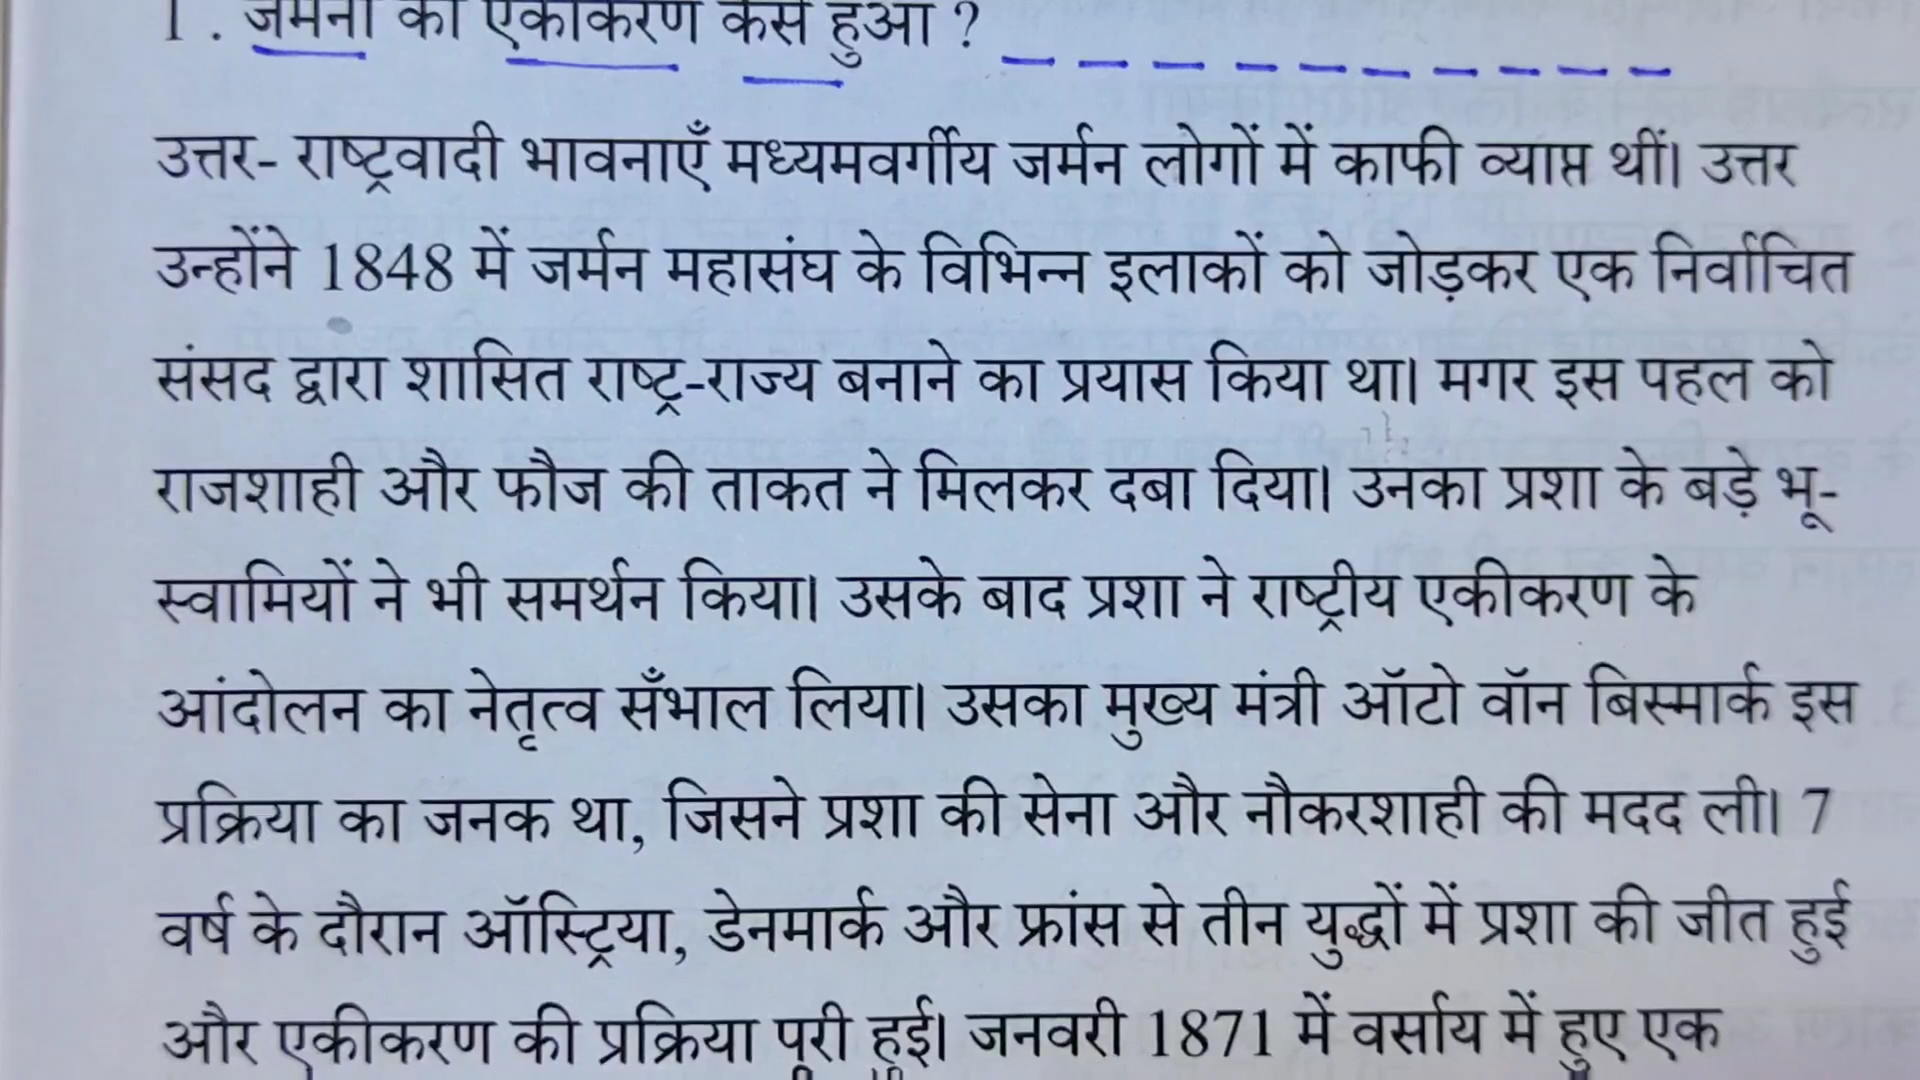 1 . जर्मनी का एकीकरण कैसे हुआ ?
उत्तर- राष्ट्रवादी भावनाएँ मध्यमवर्गीय जर्मन लोगों में काफी व्याप्त थीं। उत्तर
उन्होंने 1848 में जर्मन महासंघ के विभिन्न इलाकों को जोड़कर एक निर्वाचित
संसद द्वारा शासित राष्ट्र-राज्य बनाने का प्रयास किया था। मगर इस पहल को
राजशाही और फौज की ताकत ने मिलकर दबा दिया। उनका प्रशा के बड़े भू-
स्वामियों ने भी समर्थन किया। उसके बाद प्रशा ने राष्ट्रीय एकीकरण के
आंदोलन का नेतृत्व सँभाल लिया। उसका मुख्य मंत्री ऑटो वॉन बिस्मार्क इस
प्रक्रिया का जनक था, जिसने प्रशा की सेना और नौकरशाही की मदद ली। 7
वर्ष के दौरान ऑस्ट्रिया, डेनमार्क और फ्रांस से तीन युद्धों में प्रशा की जीत हुई
और एकीकरण की प्रक्रिया पूरी हुई। जनवरी 1871 में वर्साय में हुए एक